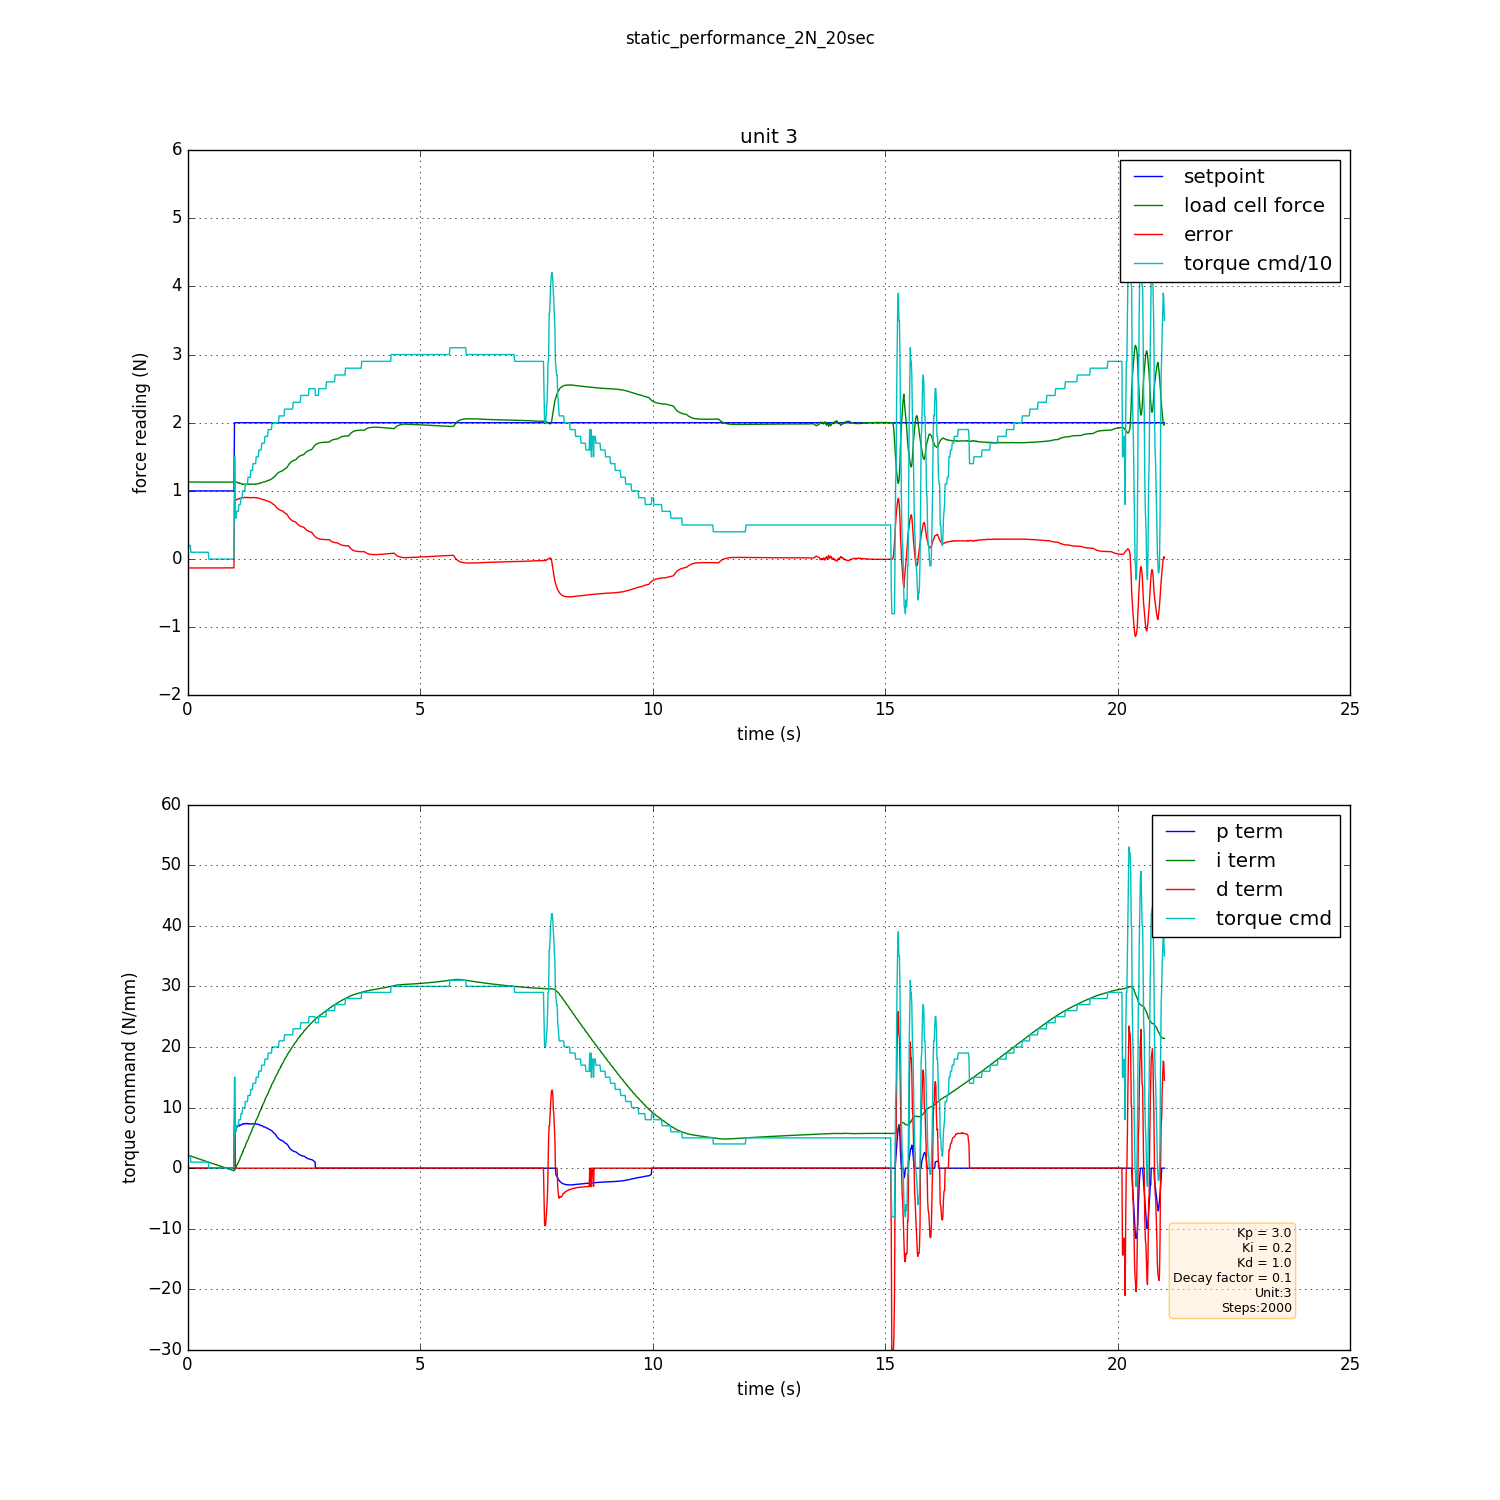 static_performance_2N_20sec
unit 3
6
5
4
3
2
1
0
−1
−2
force reading (N)
setpoint
load cell force
error
torque cmd/10
0 5 10 15 20 25
time (s)
60
50
40
30
20
10
0
−10
−20
−30
torque command (N/mm)
p term
i term
d term
torque cmd
Kp = 3.0
Ki = 0.2
Kd = 1.0
Decay factor = 0.1
Unit:3
Steps:2000
0 5 10 15 20 25
time (s)